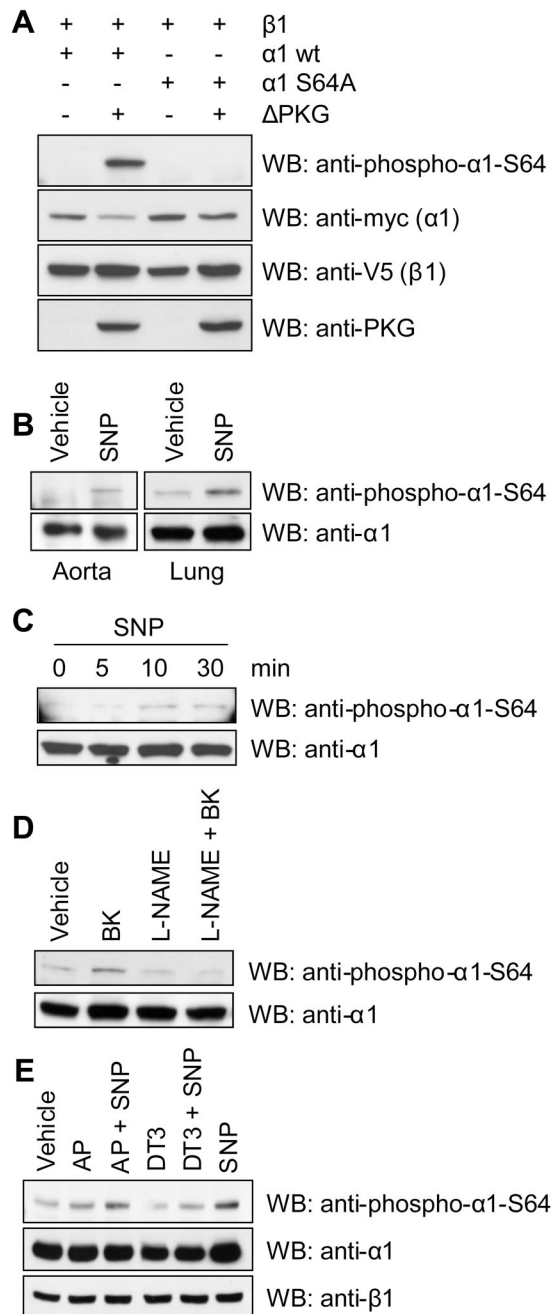 A
+ + + + β1
+ + - - α1 wt
- - + + α1 S64A
- + - + ΔPKG
WB: anti-phospho-α1-S64
WB: anti-myc (α1)
WB: anti-V5 (β1)
WB: anti-PKG
B
Vehicle SNP Vehicle SNP
WB: anti-phospho-α1-S64
WB: anti-α1
Aorta Lung
C
SNP
0 5 10 30 min
WB: anti-phospho-α1-S64
WB: anti-α1
D
Vehicle BK L-NAME L-NAME + BK
WB: anti-phospho-α1-S64
WB: anti-α1
E
Vehicle AP AP + SNP DT3 DT3 + SNP SNP
WB: anti-phospho-α1-S64
WB: anti-α1
WB: anti-β1